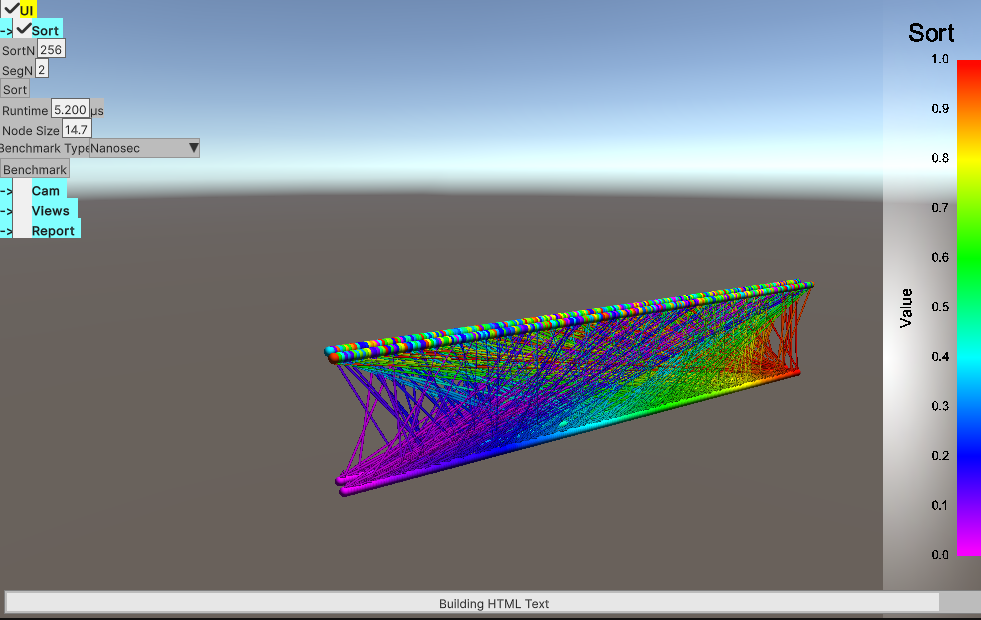 UI
-> Sort
SortN 256
SegN 2
Sort
Runtime 5.200 µs
Node Size 14.7
Benchmark Type Nanosec
Benchmark
-> Cam
-> Views
-> Report
Sort
1.0
0.9
0.8
0.7
0.6
0.5
0.4
0.3
0.2
0.1
0.0
Value
Building HTML Text